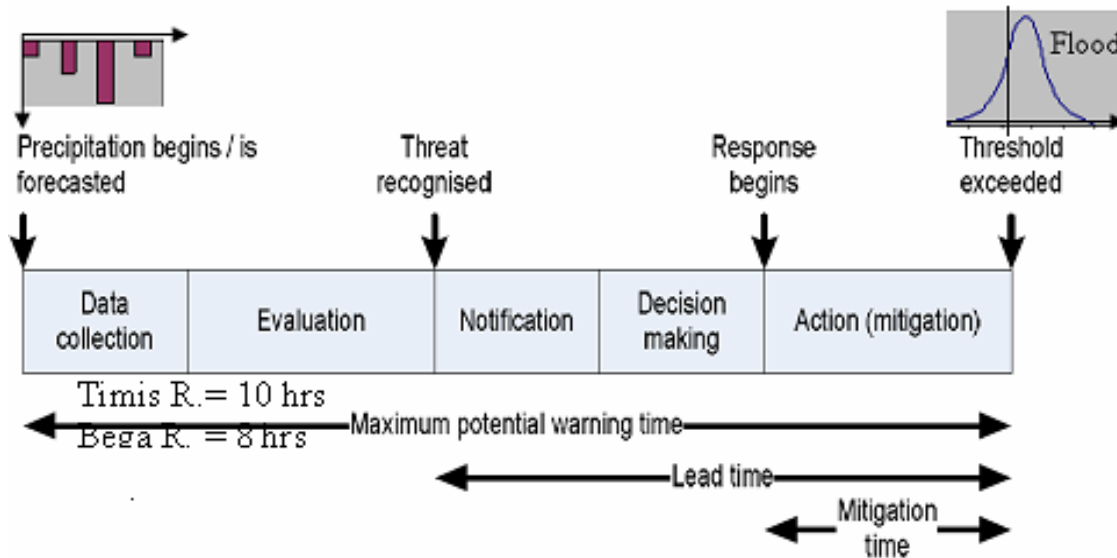 Flood
Precipitation begins / is
forecasted
Threat
recognised
Response
begins
Threshold
exceeded
Data
collection
Evaluation
Notification
Decision
making
Action (mitigation)
Timis R.= 10 hrs
Bega R. = 8 hrs
Maximum potential warning time
Lead time
Mitigation
time